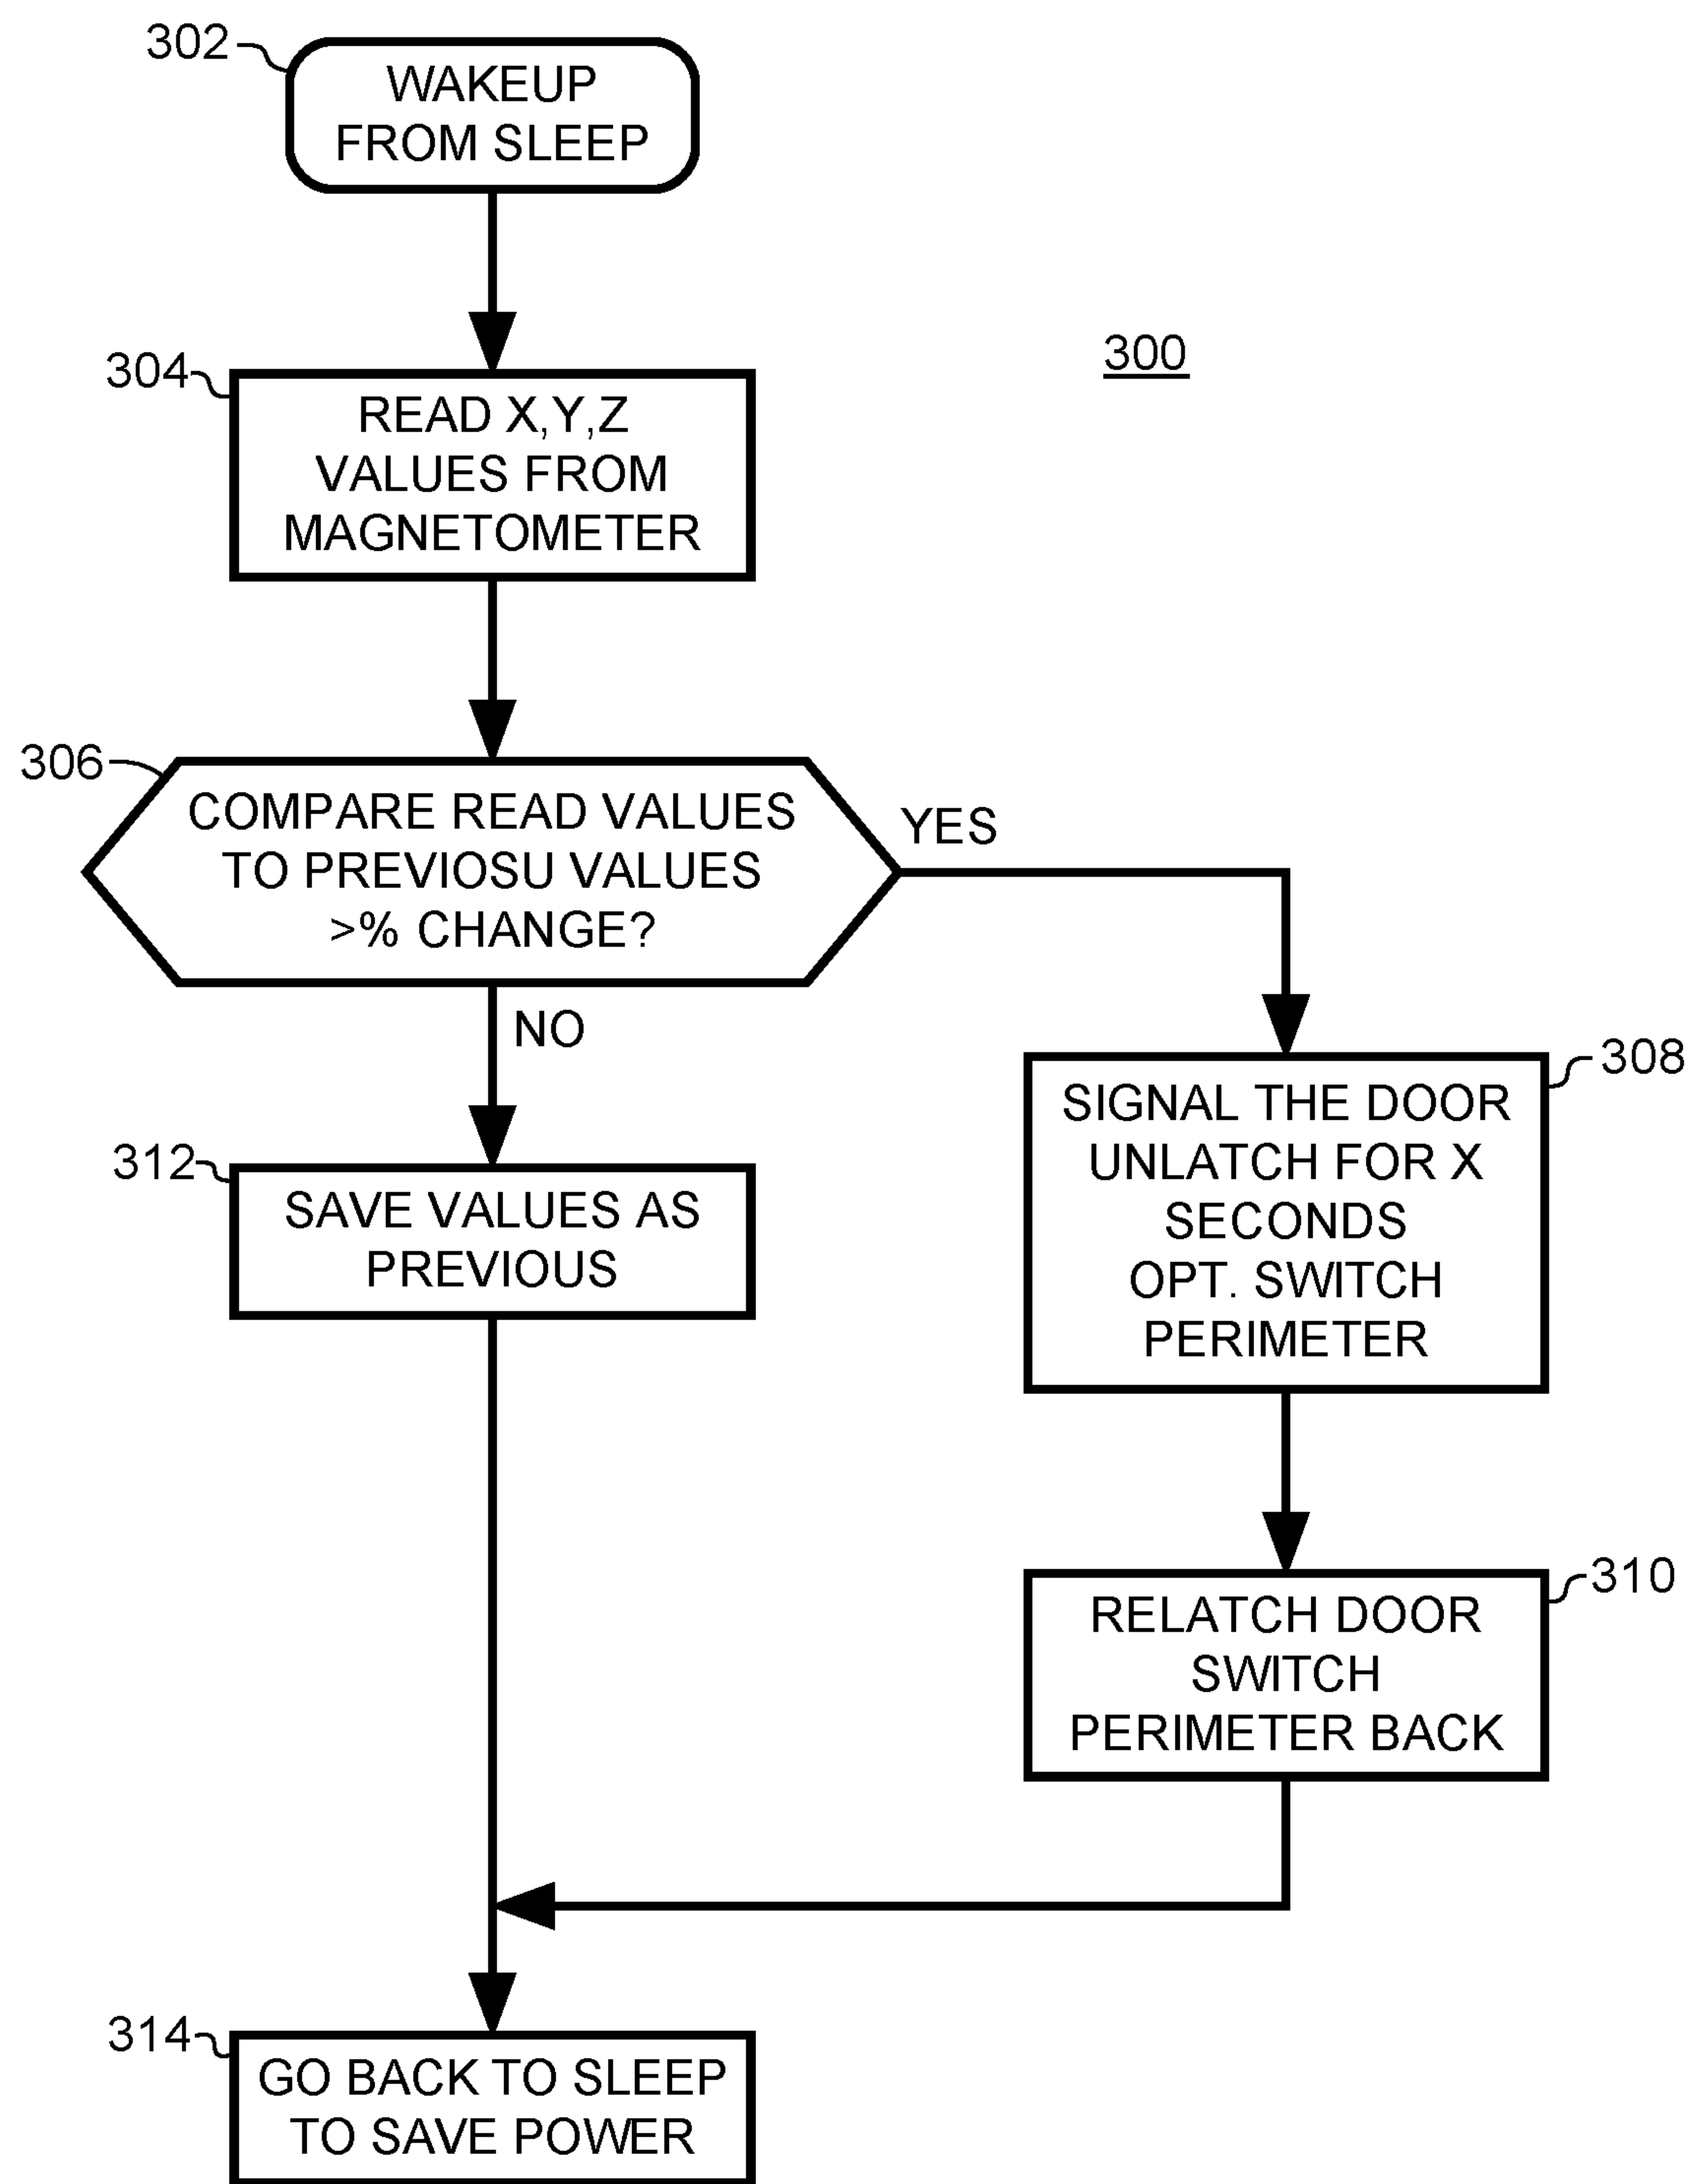 302
WAKEUP
FROM SLEEP
304
READ X,Y,Z
VALUES FROM
MAGNETOMETER
300
306
COMPARE READ VALUES
TO PREVIOSU VALUES
>% CHANGE?
YES
NO
308
SIGNAL THE DOOR
UNLATCH FOR X
SECONDS
OPT. SWITCH
PERIMETER
312
SAVE VALUES AS
PREVIOUS
310
RELATCH DOOR
SWITCH
PERIMETER BACK
314
GO BACK TO SLEEP
TO SAVE POWER